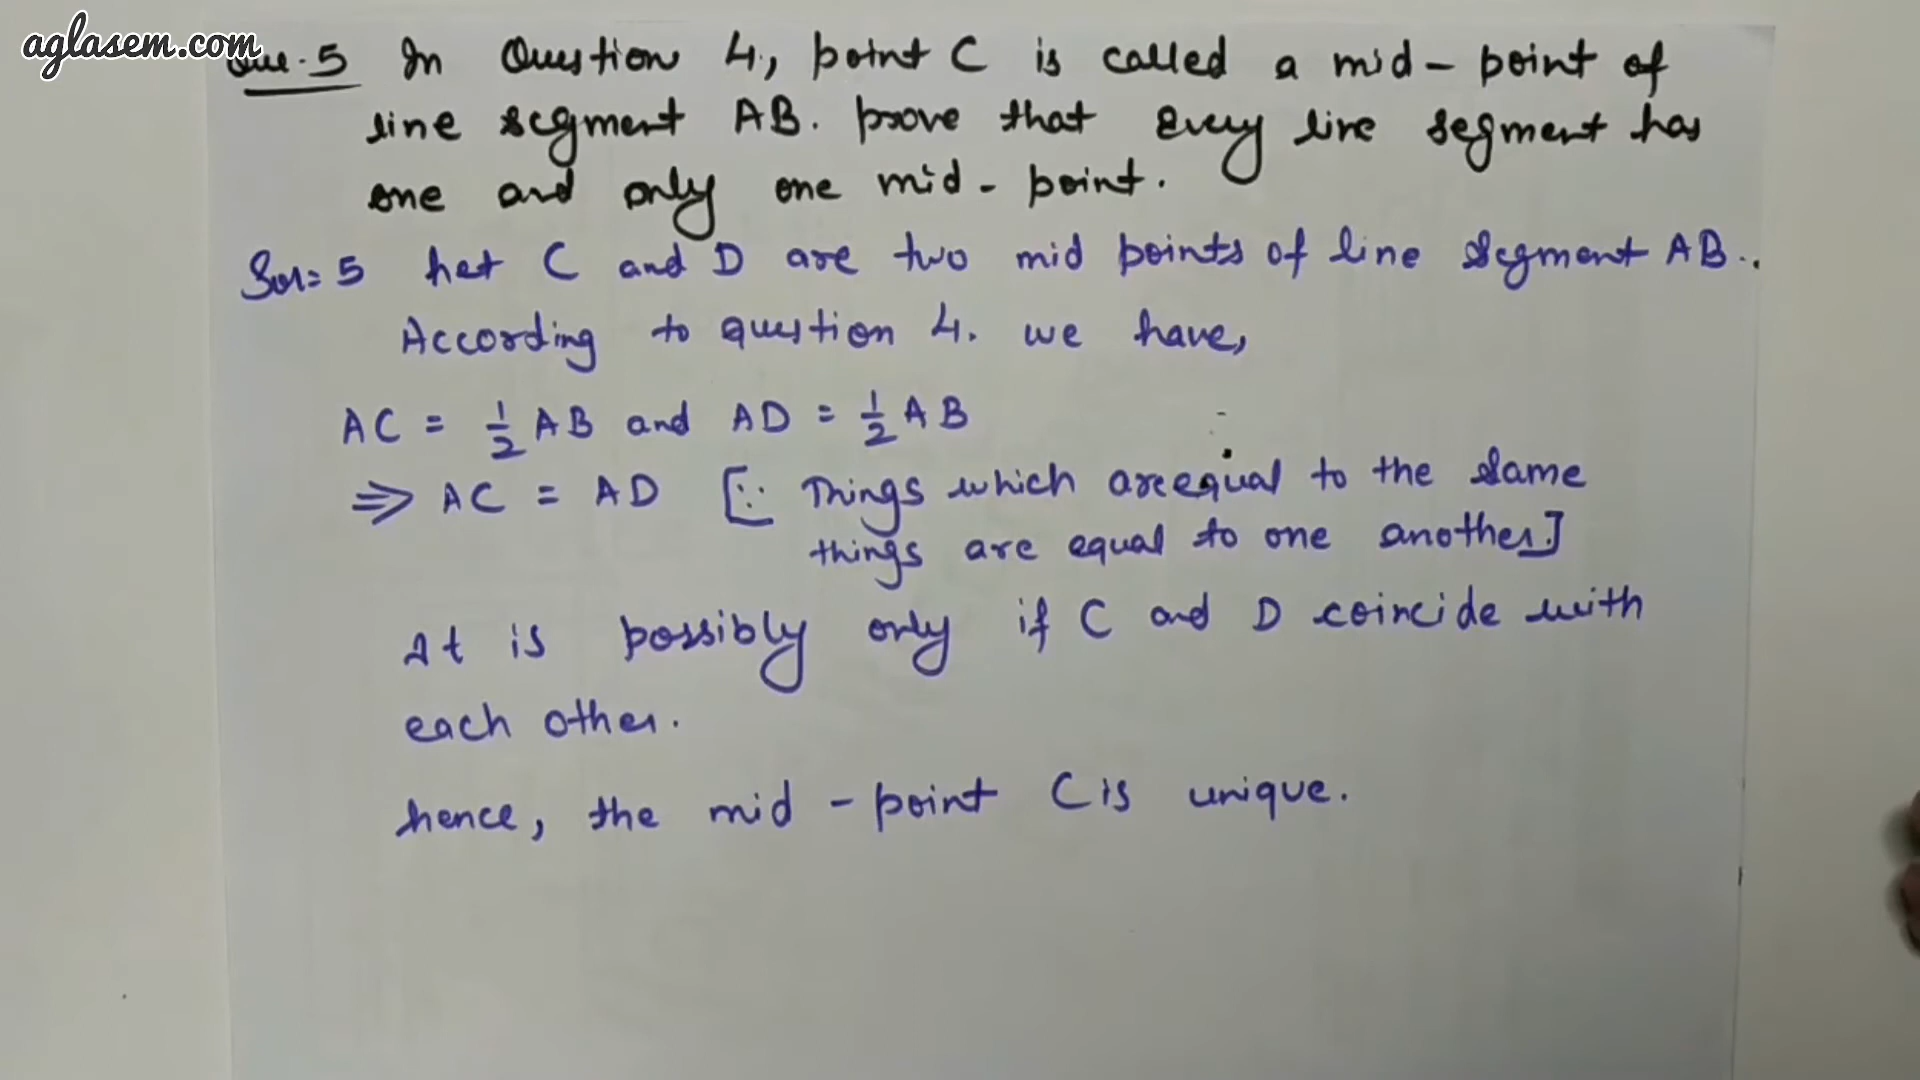 aglasem.com
Que. 5 In Question 4, point C is called a mid-point of
line segment AB. prove that Every line segment has
one and only one mid-point.
Sol= 5 Let C and D are two mid points of line segment AB.
According to question 4. we have,
AC = 1/2 AB and AD = 1/2 AB
⇒ AC = AD [∵ Things which are equal to the same
things are equal to one another.]
It is possibly only if C and D coincide with
each other.
hence, the mid-point C is unique.